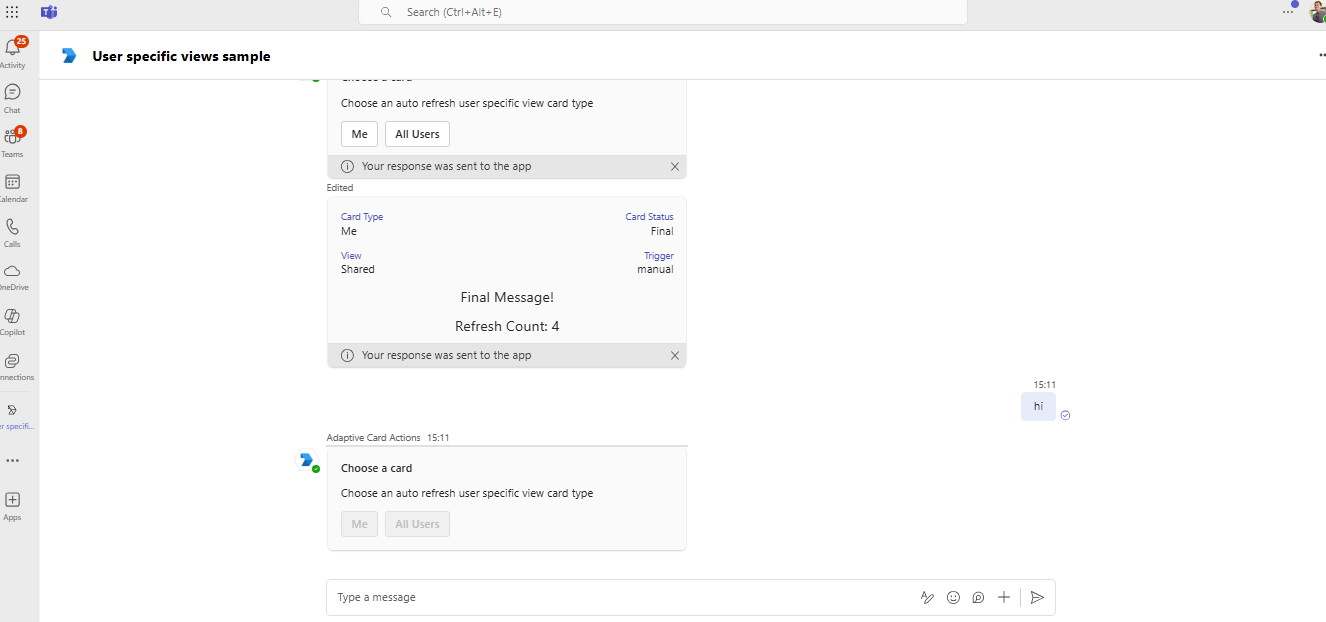 Search (Ctrl+Alt+E)
25
Activity
Chat
8
Teams
Calendar
Calls
OneDrive
Copilot
nnections
er specifi...
Apps
User specific views sample
Choose an auto refresh user specific view card type
Me
All Users
Your response was sent to the app
Edited
Card Type
Card Status
Me
Final
View
Trigger
Shared
manual
Final Message!
Refresh Count: 4
Your response was sent to the app
15:11
hi
Adaptive Card Actions 15:11
Choose a card
Choose an auto refresh user specific view card type
Me
All Users
Type a message